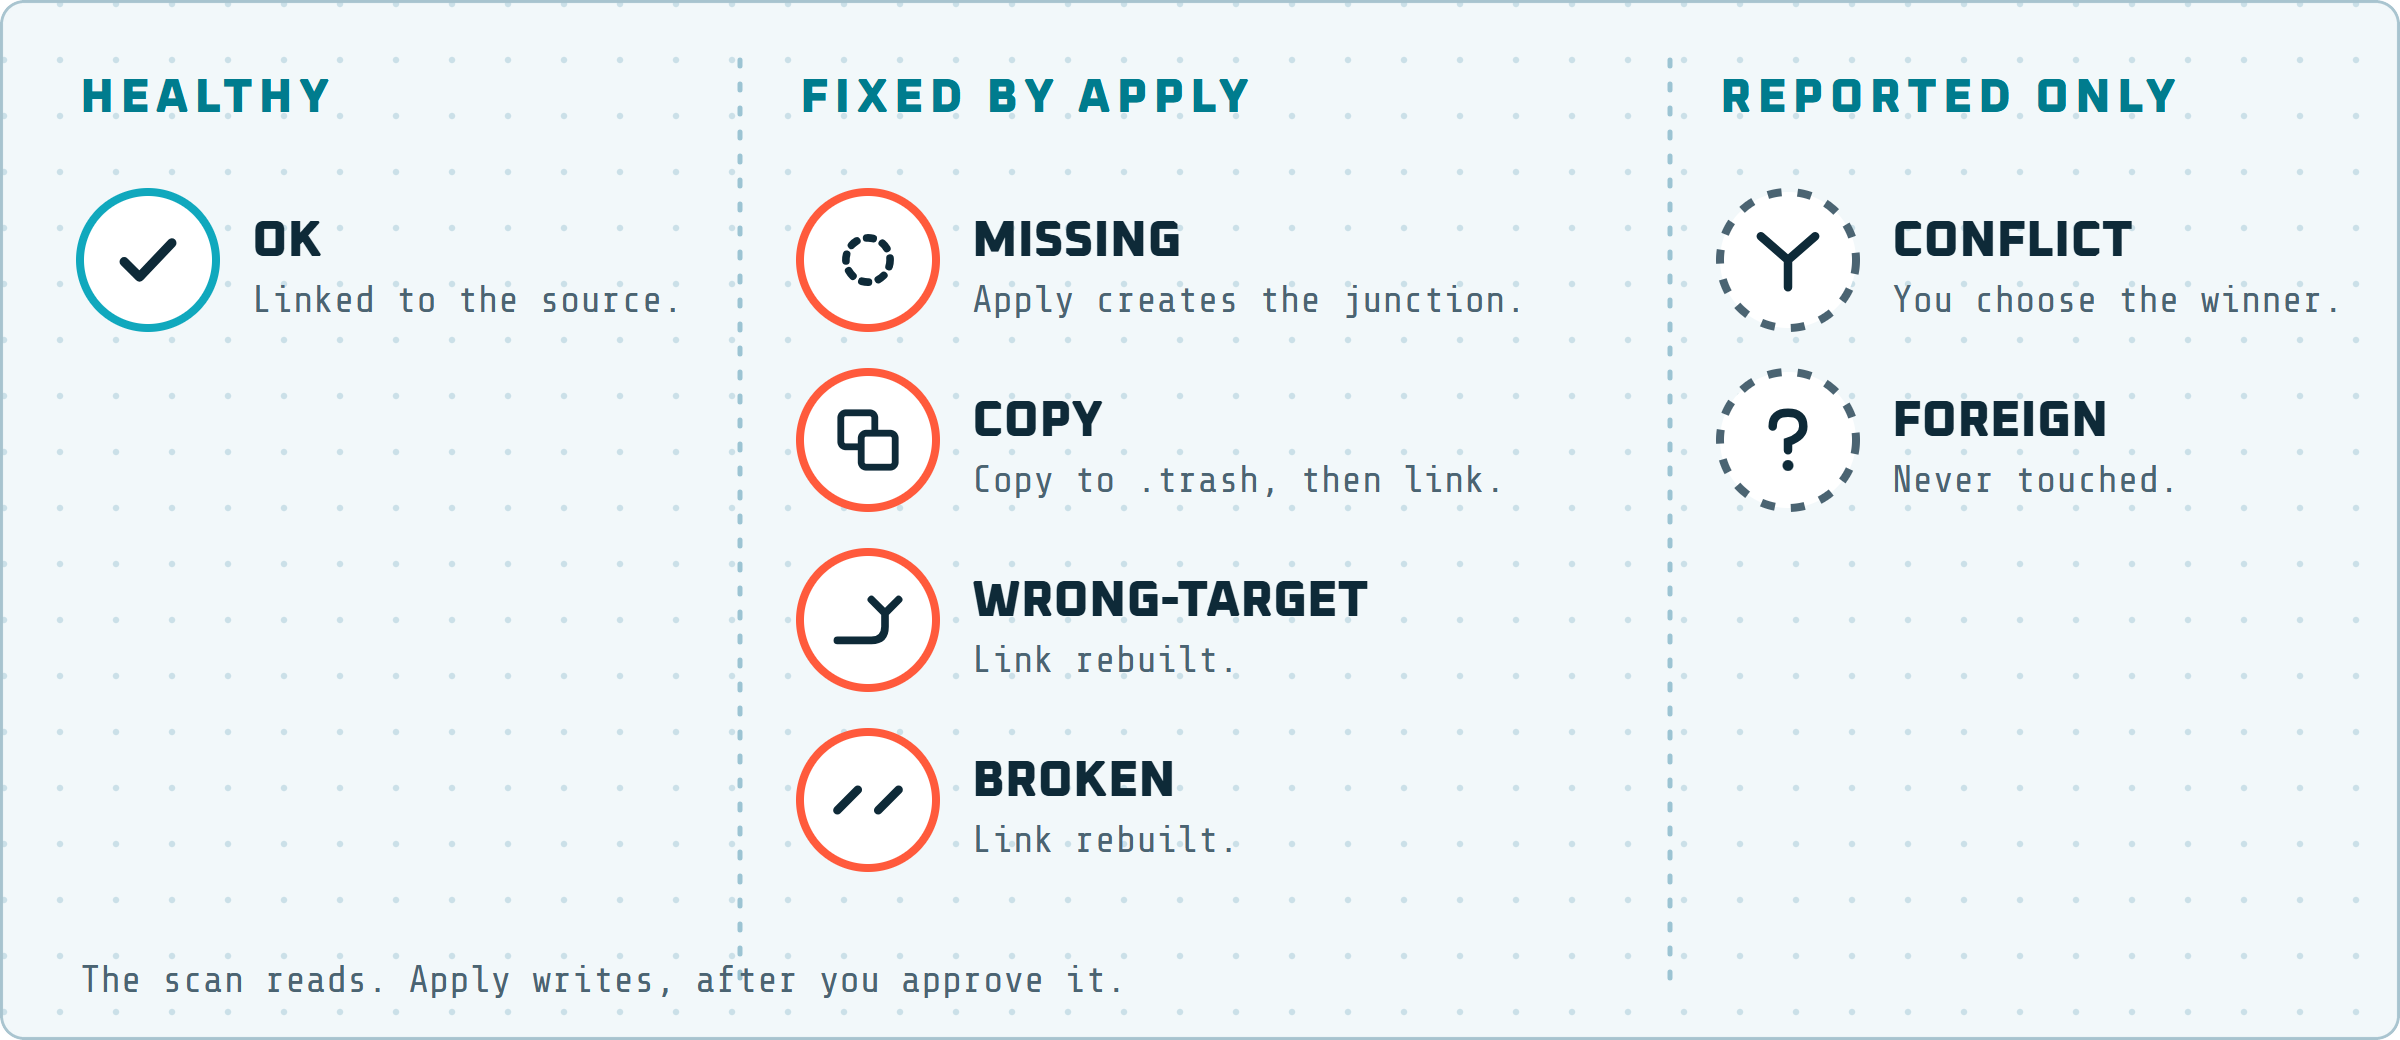 HEALTHY
OK
Linked to the source.
FIXED BY APPLY
MISSING
Apply creates the junction.
COPY
Copy to .trash, then link.
WRONG-TARGET
Link rebuilt.
BROKEN
Link rebuilt.
REPORTED ONLY
CONFLICT
You choose the winner.
FOREIGN
Never touched.
The scan reads. Apply writes, after you approve it.